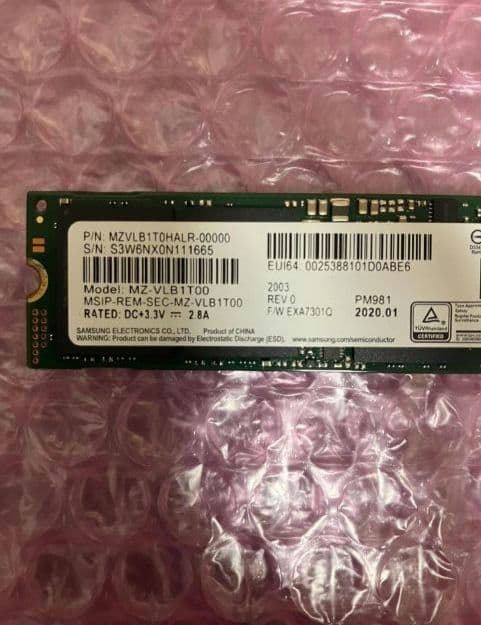 P/N: MZVLB1T0HALR-00000
S/N: S3W6NX0N111665
EUI64: 0025388101D0ABE6
Model: MZ-VLB1T00
MSIP-REM-SEC-MZ-VLB1T00
RATED: DC+3.3V ⎓ 2.8A
2003
REV 0 PM981
F/W EXA7301Q 2020.01
TÜVRheinland
CERTIFIED
SAMSUNG ELECTRONICS CO., LTD. Product of CHINA
WARNING: Product can be damaged by Electrostatic Discharge (ESD). www.samsung.com/semiconductor